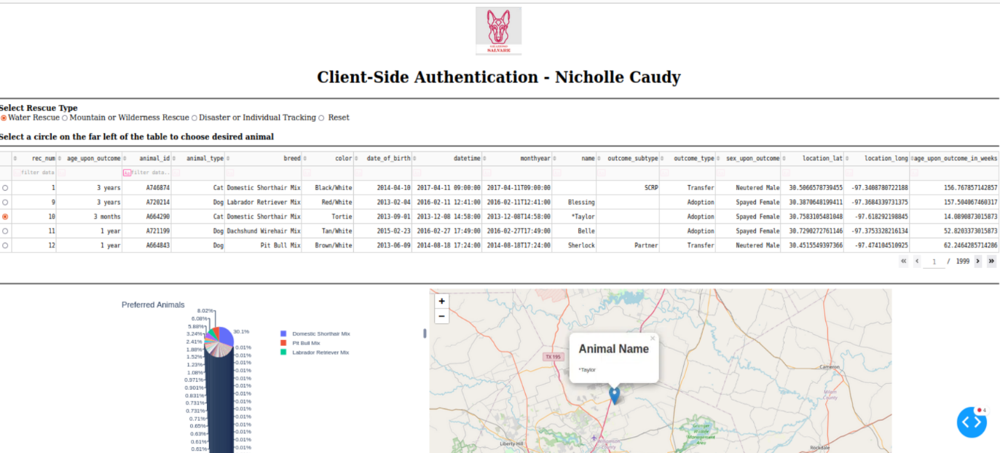 GRAZIOSO
SALVARE
Client-Side Authentication - Nicholle Caudy
Select Rescue Type
Water Rescue Mountain or Wilderness Rescue Disaster or Individual Tracking Reset
Select a circle on the far left of the table to choose desired animal
rec_num age_upon_outcome animal_id animal_type breed color date_of_birth datetime monthyear name outcome_subtype outcome_type sex_upon_outcome location_lat location_long age_upon_outcome_in_weeks
filter data Aa filter data..
1 3 years A746874 Cat Domestic Shorthair Mix Black/White 2014-04-10 2017-04-11 09:00:00 2017-04-11T09:00:00 SCRP Transfer Neutered Male 30.5066578739455 -97.3408780722188 156.767857142857
9 3 years A720214 Dog Labrador Retriever Mix Red/White 2013-02-04 2016-02-11 12:41:00 2016-02-11T12:41:00 Blessing Adoption Spayed Female 30.3870648199411 -97.3684339731375 157.504067460317
10 3 months A664290 Cat Domestic Shorthair Mix Tortie 2013-09-01 2013-12-08 14:58:00 2013-12-08T14:58:00 *Taylor Adoption Spayed Female 30.7583105481048 -97.618292198845 14.0890873015873
11 1 year A721199 Dog Dachshund Wirehair Mix Tan/White 2015-02-23 2016-02-27 17:49:00 2016-02-27T17:49:00 Belle Adoption Spayed Female 30.7290272761146 -97.3753328216134 52.8203373015873
12 1 year A664843 Dog Pit Bull Mix Brown/White 2013-06-09 2014-08-18 17:24:00 2014-08-18T17:24:00 Sherlock Partner Transfer Neutered Male 30.4515549397366 -97.474104510925 62.2464285714286
« ‹ 1 / 1999 › »
Preferred Animals
8.02%
6.08%
5.88%
3.24%
2.41%
1.88%
1.52%
1.23%
1.08%
0.971%
0.901%
0.831%
0.731%
0.731%
0.71%
0.65%
0.63%
0.61%
0.61%
30.1%
0.01%
0.01%
0.01%
0.01%
0.01%
0.01%
0.01%
0.01%
0.01%
0.01%
0.01%
0.01%
0.01%
0.01%
Domestic Shorthair Mix
Pit Bull Mix
Labrador Retriever Mix
+
−
Animal Name
×
*Taylor
TX 195
Cameron
Milam
County
Granger
Wildlife
Management
Area
Williamson
County
Liberty Hill
Rockdale
4